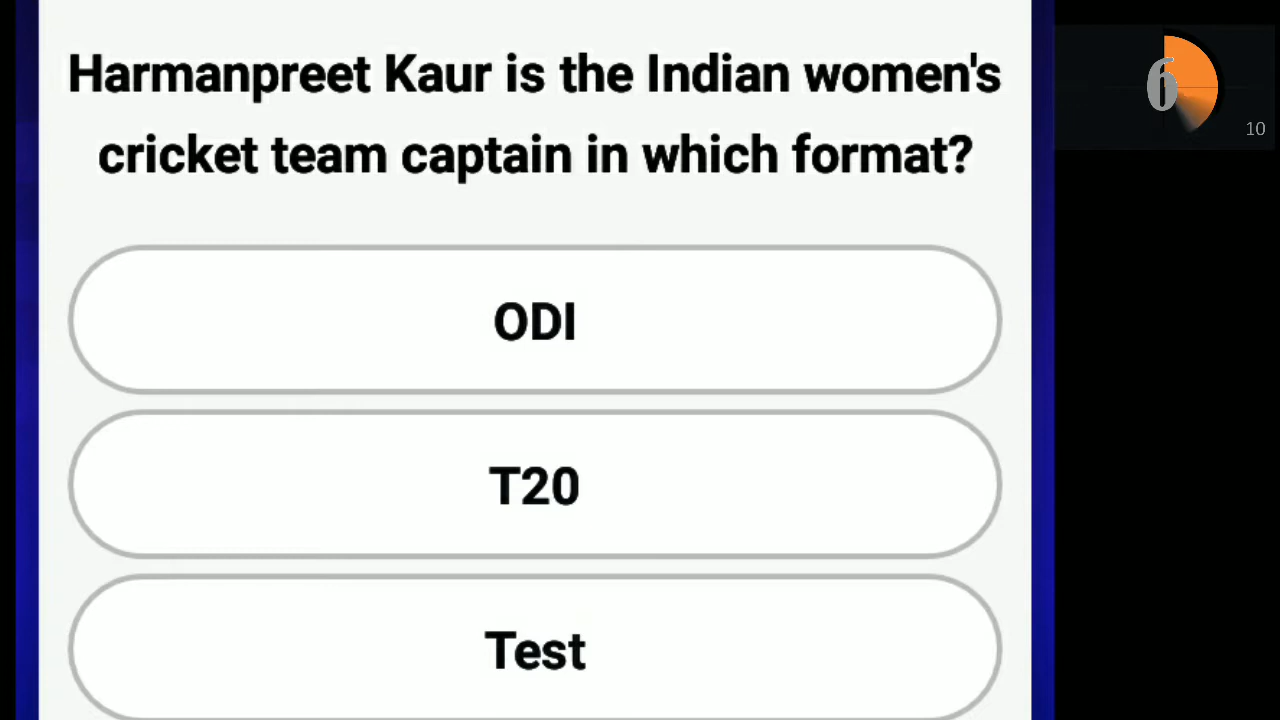 Harmanpreet Kaur is the Indian women's
cricket team captain in which format?
6
10
ODI
T20
Test